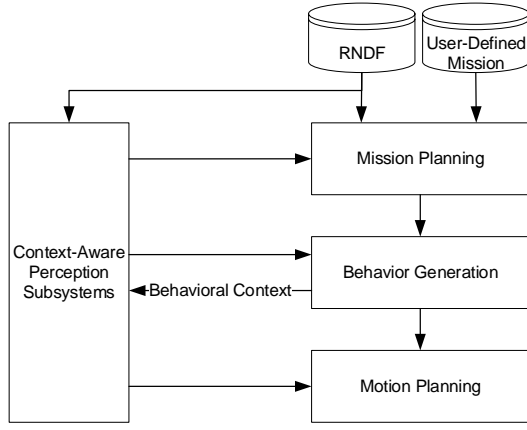 RNDF
User-Defined
Mission
Mission Planning
Context-Aware
Perception
Subsystems
Behavior Generation
Behavioral Context
Motion Planning